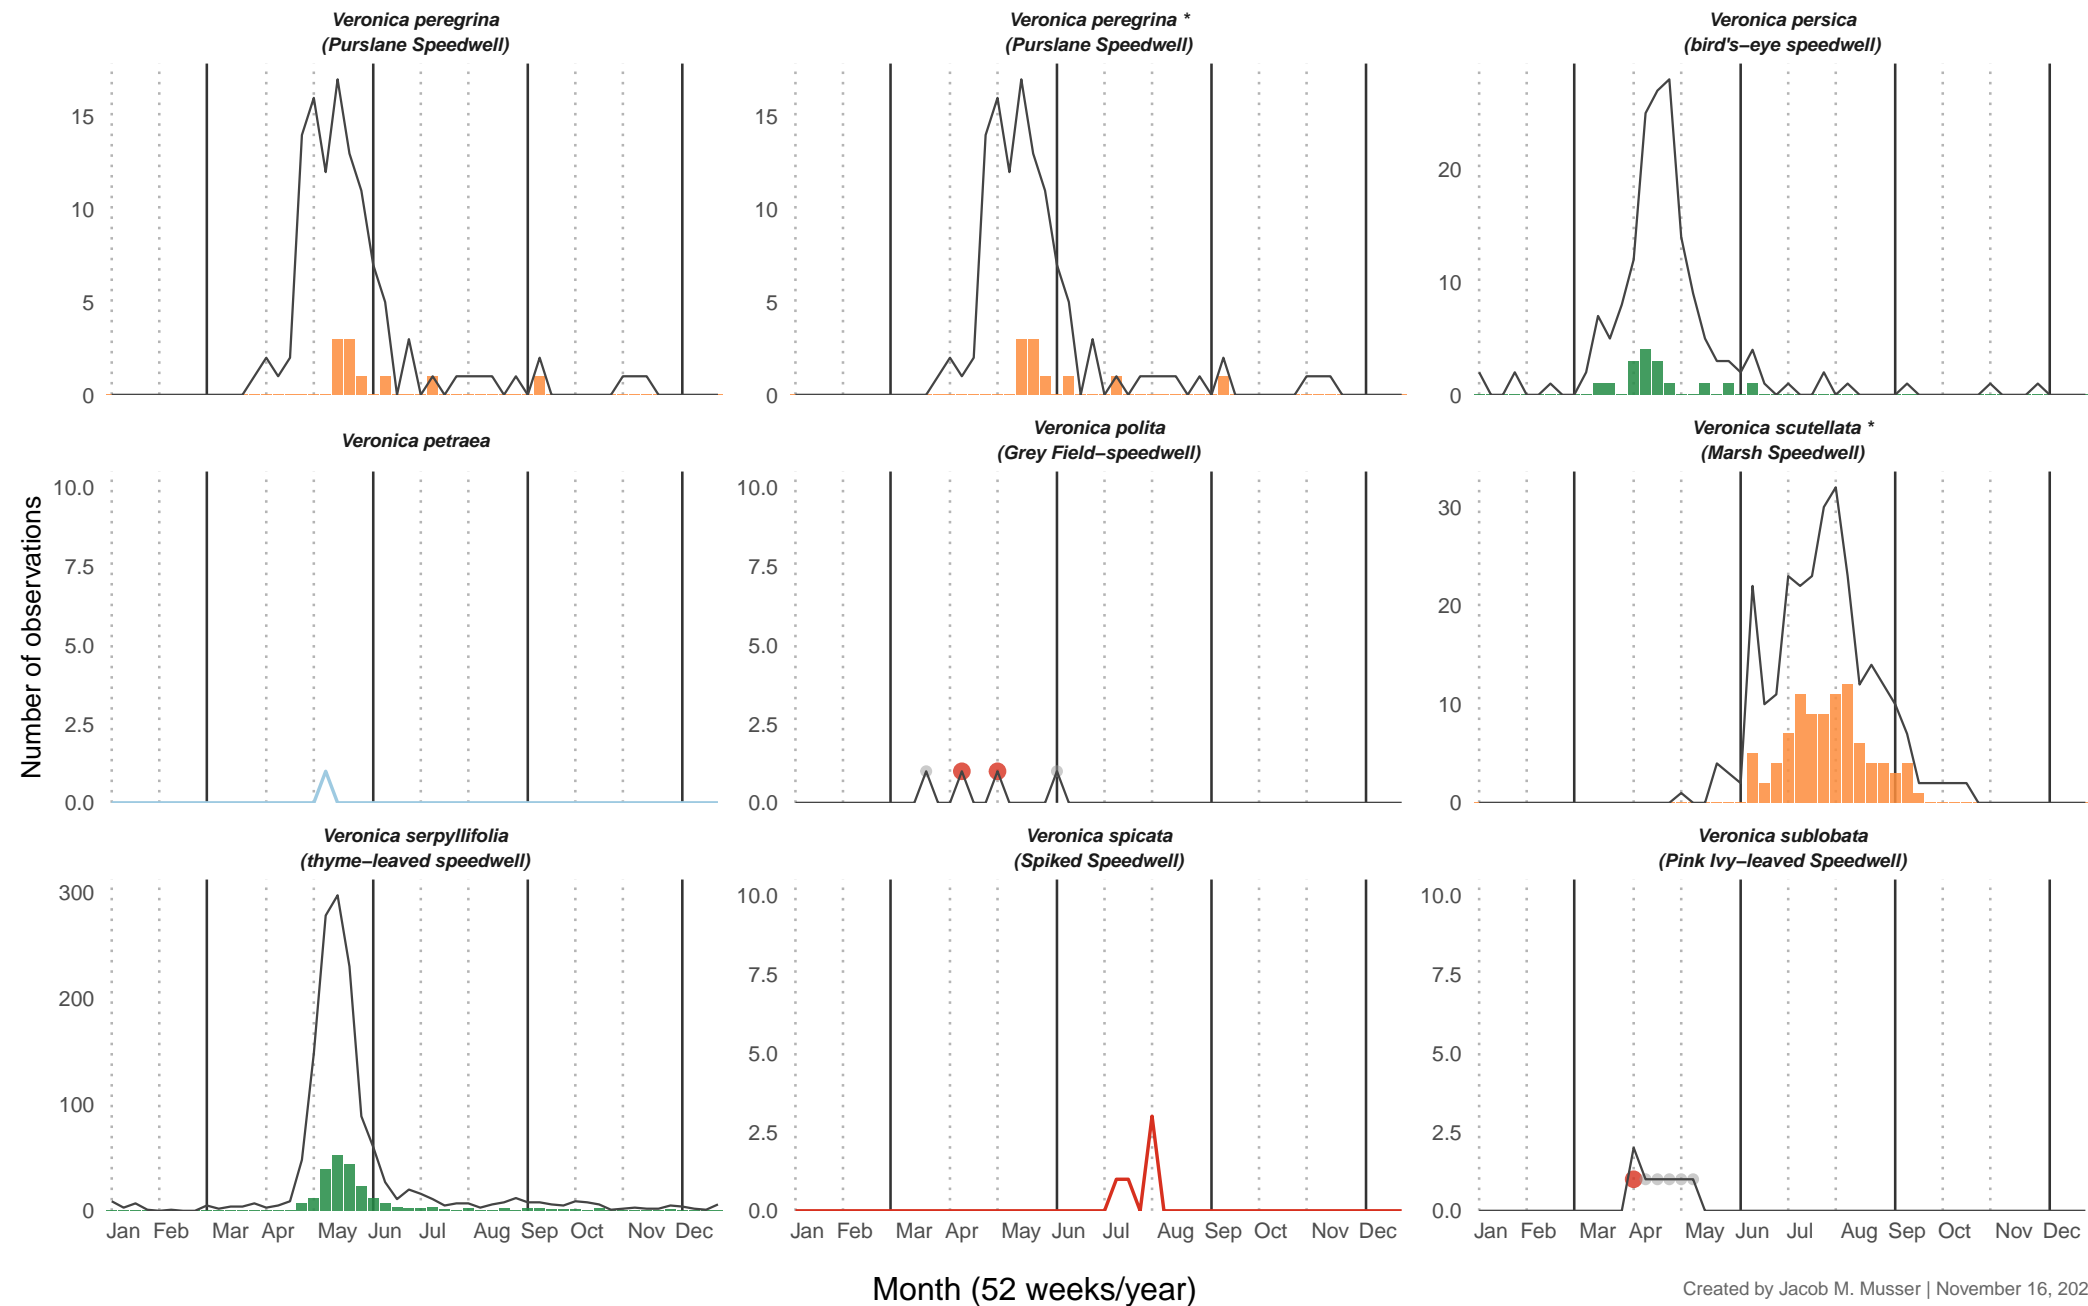 Veronica peregrina
(Purslane Speedwell)
Veronica peregrina *
(Purslane Speedwell)
Veronica persica
(bird's–eye speedwell)
15
10
5
0
15
10
5
0
20
10
0
Veronica petraea
Veronica polita
(Grey Field–speedwell)
Veronica scutellata *
(Marsh Speedwell)
Number of observations
10.0
7.5
5.0
2.5
0.0
10.0
7.5
5.0
2.5
0.0
30
20
10
0
Veronica serpyllifolia
(thyme–leaved speedwell)
Veronica spicata
(Spiked Speedwell)
Veronica sublobata
(Pink Ivy–leaved Speedwell)
300
200
100
0
10.0
7.5
5.0
2.5
0.0
10.0
7.5
5.0
2.5
0.0
Jan Feb Mar Apr May Jun Jul Aug Sep Oct Nov Dec
Jan Feb Mar Apr May Jun Jul Aug Sep Oct Nov Dec
Jan Feb Mar Apr May Jun Jul Aug Sep Oct Nov Dec
Month (52 weeks/year)
Created by Jacob M. Musser | November 16, 202